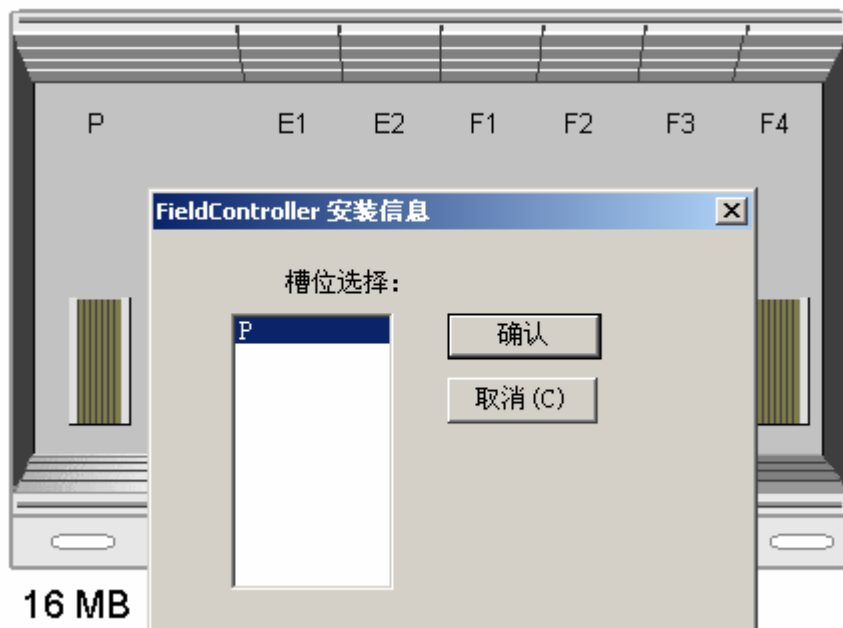 P E1 E2 F1 F2 F3 F4
FieldController 安装信息
槽位选择:
P
确认
取消(C)
16 MB